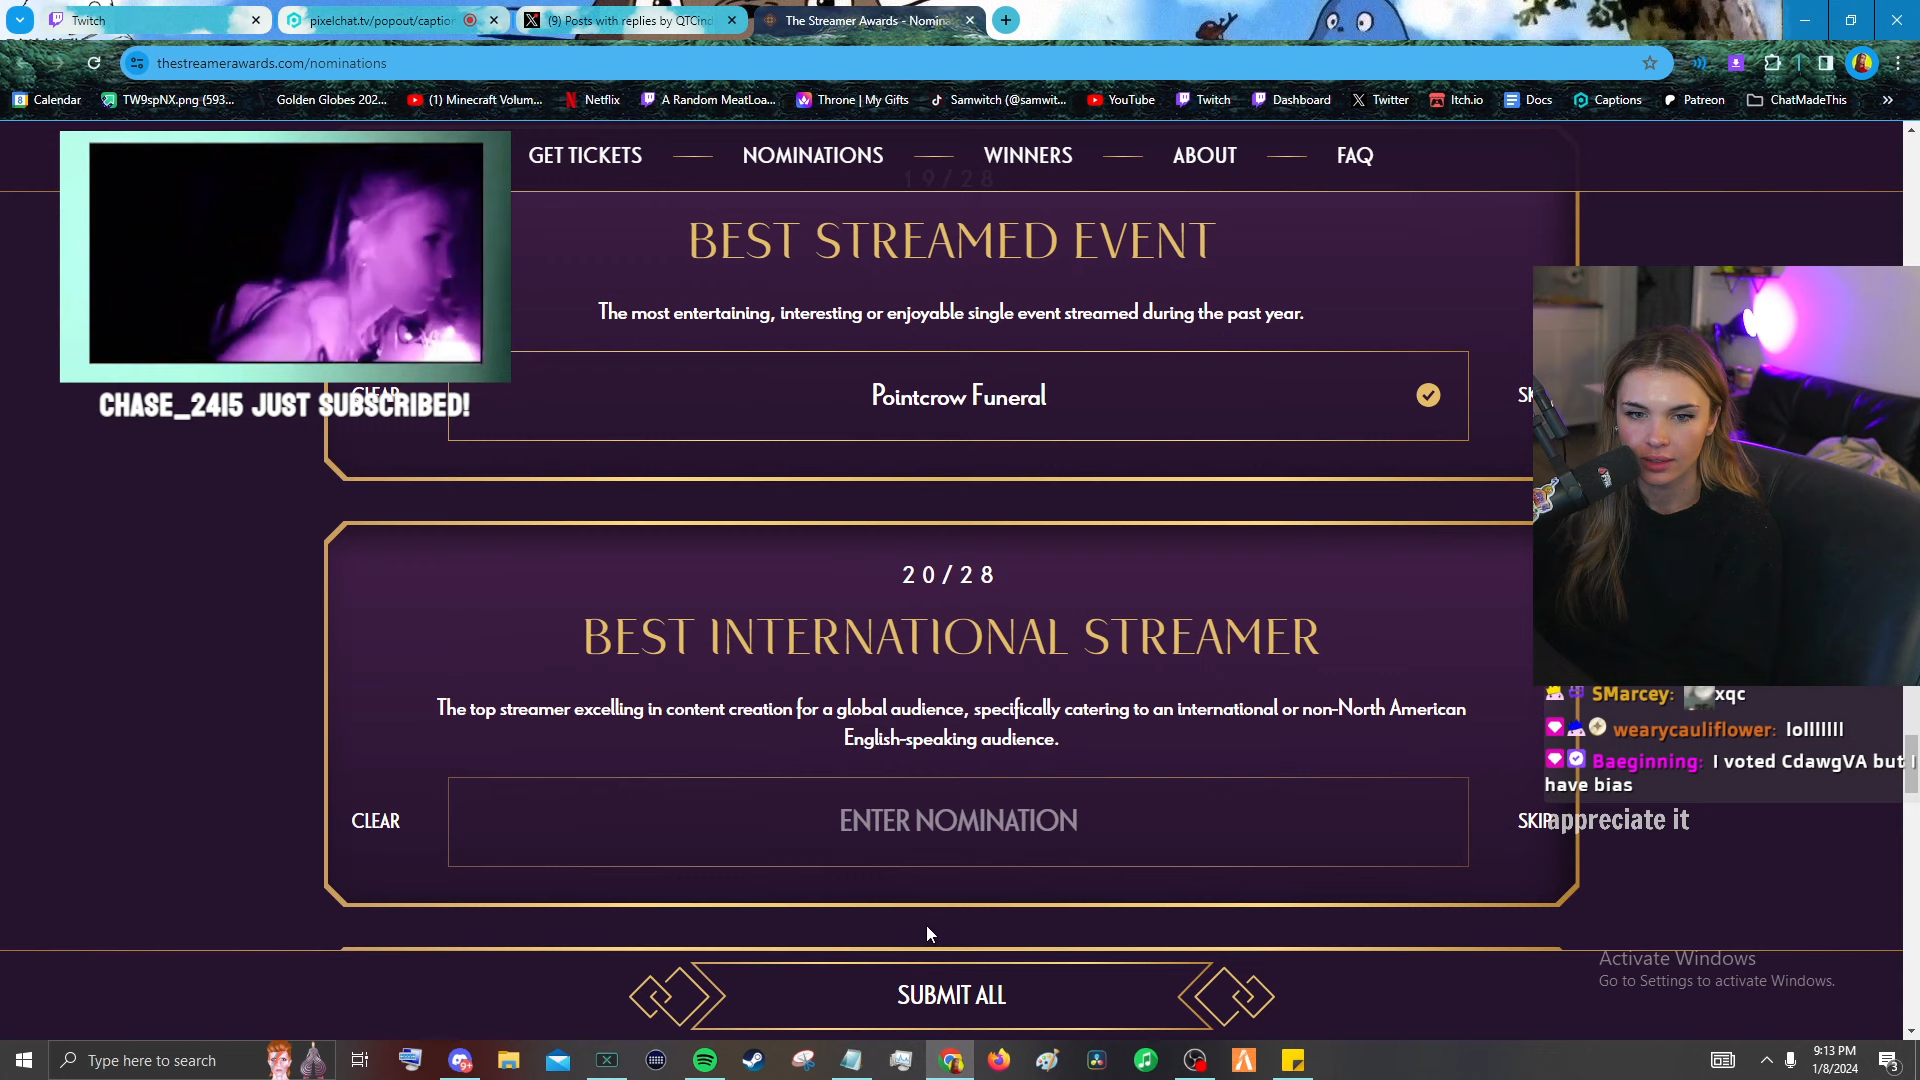 Twitch
pixelchat.tv/popout/caption
(9) Posts with replies by QTCind
The Streamer Awards - Nomina
thestreamerawards.com/nominations
Calendar
TW9spNX.png (593...
Golden Globes 202...
(1) Minecraft Volum...
Netflix
A Random MeatLoa...
Throne | My Gifts
Samwitch (@samwit...
YouTube
Twitch
Dashboard
Twitter
Itch.io
Docs
Captions
Patreon
ChatMadeThis
GET TICKETS
NOMINATIONS
WINNERS
ABOUT
FAQ
19/28
BEST STREAMED EVENT
The most entertaining, interesting or enjoyable single event streamed during the past year.
CLEAR
Pointcrow Funeral
SK
CHASE_2415 JUST SUBSCRIBED!
20/28
BEST INTERNATIONAL STREAMER
The top streamer excelling in content creation for a global audience, specifically catering to an international or non-North American
English-speaking audience.
CLEAR
ENTER NOMINATION
SKIP
SMarcey: xqc
wearycauliflower: lolllllll
Baeginning: I voted CdawgVA but I
have bias
appreciate it
SUBMIT ALL
Activate Windows
Go to Settings to activate Windows.
Type here to search
9+
9:13 PM
1/8/2024
3